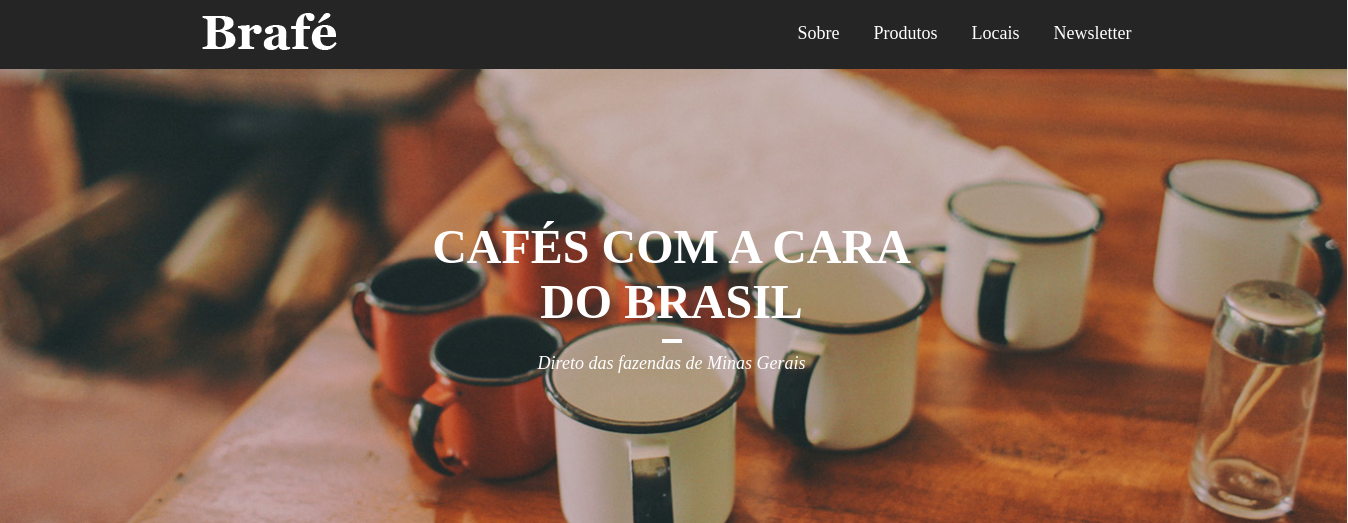 Brafé
Sobre Produtos Locais Newsletter
CAFÉS COM A CARA
DO BRASIL
Direto das fazendas de Minas Gerais